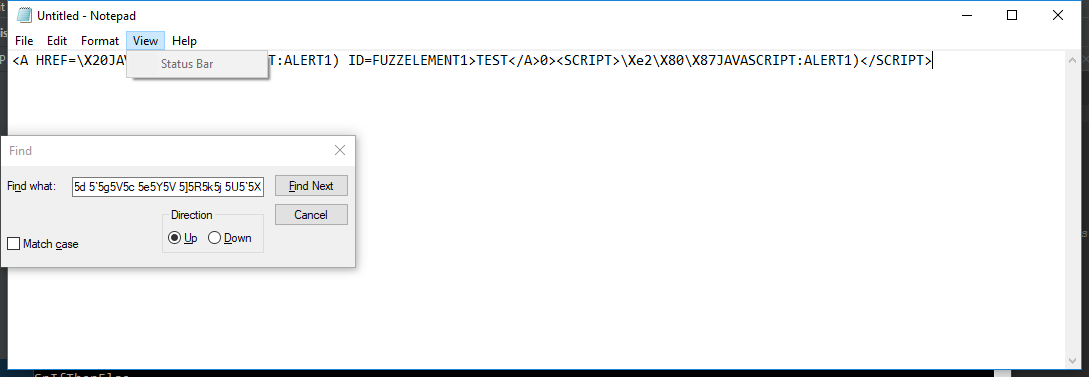 Untitled - Notepad
File Edit Format View Help
Status Bar
<A HREF=\X20JAV T:ALERT1) ID=FUZZELEMENT1>TEST</A>0><SCRIPT>\Xe2\X80\X87JAVASCRIPT:ALERT1)</SCRIPT>
Find
Find what: 5d 5`5g5V5c 5e5Y5V 5]5R5k5j 5U5`5X Find Next
Cancel
Direction
Up Down
Match case